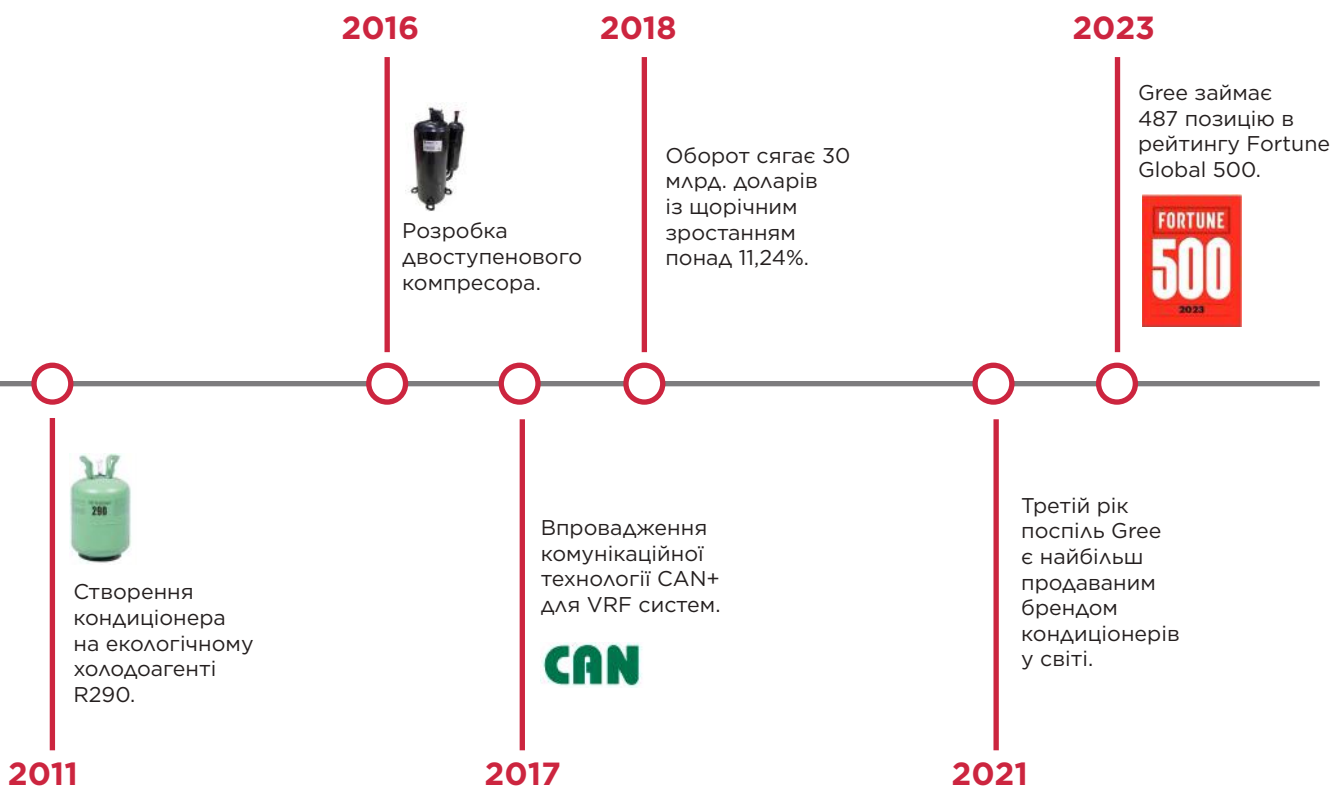 2016
2018
2023
Gree займає
487 позицію в
рейтингу Fortune
Global 500.
FORTUNE
500
2023
Оборот сягає 30
млрд. доларів
із щорічним
зростанням
понад 11,24%.
Розробка
двоступенового
компресора.
290
Створення
кондиціонера
на екологічному
холодоагенті
R290.
Впровадження
комунікаційної
технології CAN+
для VRF систем.
CAN
Третій рік
поспіль Gree
є найбільш
продаваним
брендом
кондиціонерів
у світі.
2011
2017
2021